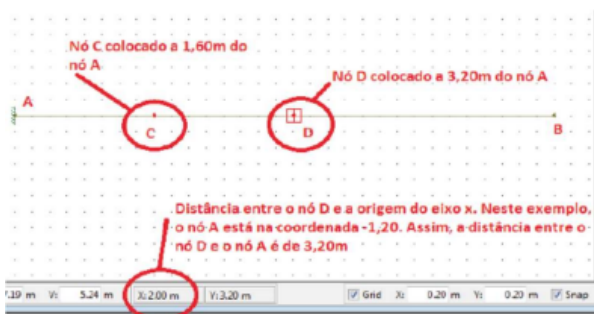 Nó C colocado a 1,60m do
nó A
Nó D colocado a 3,20m do nó A
A
C
D
B
Distância entre o nó D e a origem do eixo x. Neste exemplo,
o nó A está na coordenada -1,20. Assim, a distância entre o
nó D e o nó A é de 3,20m
7.19 m Y: 5.24 m X: 2.00 m Y: 3.20 m Grid X: 0.20 m Y: 0.20 m Snap